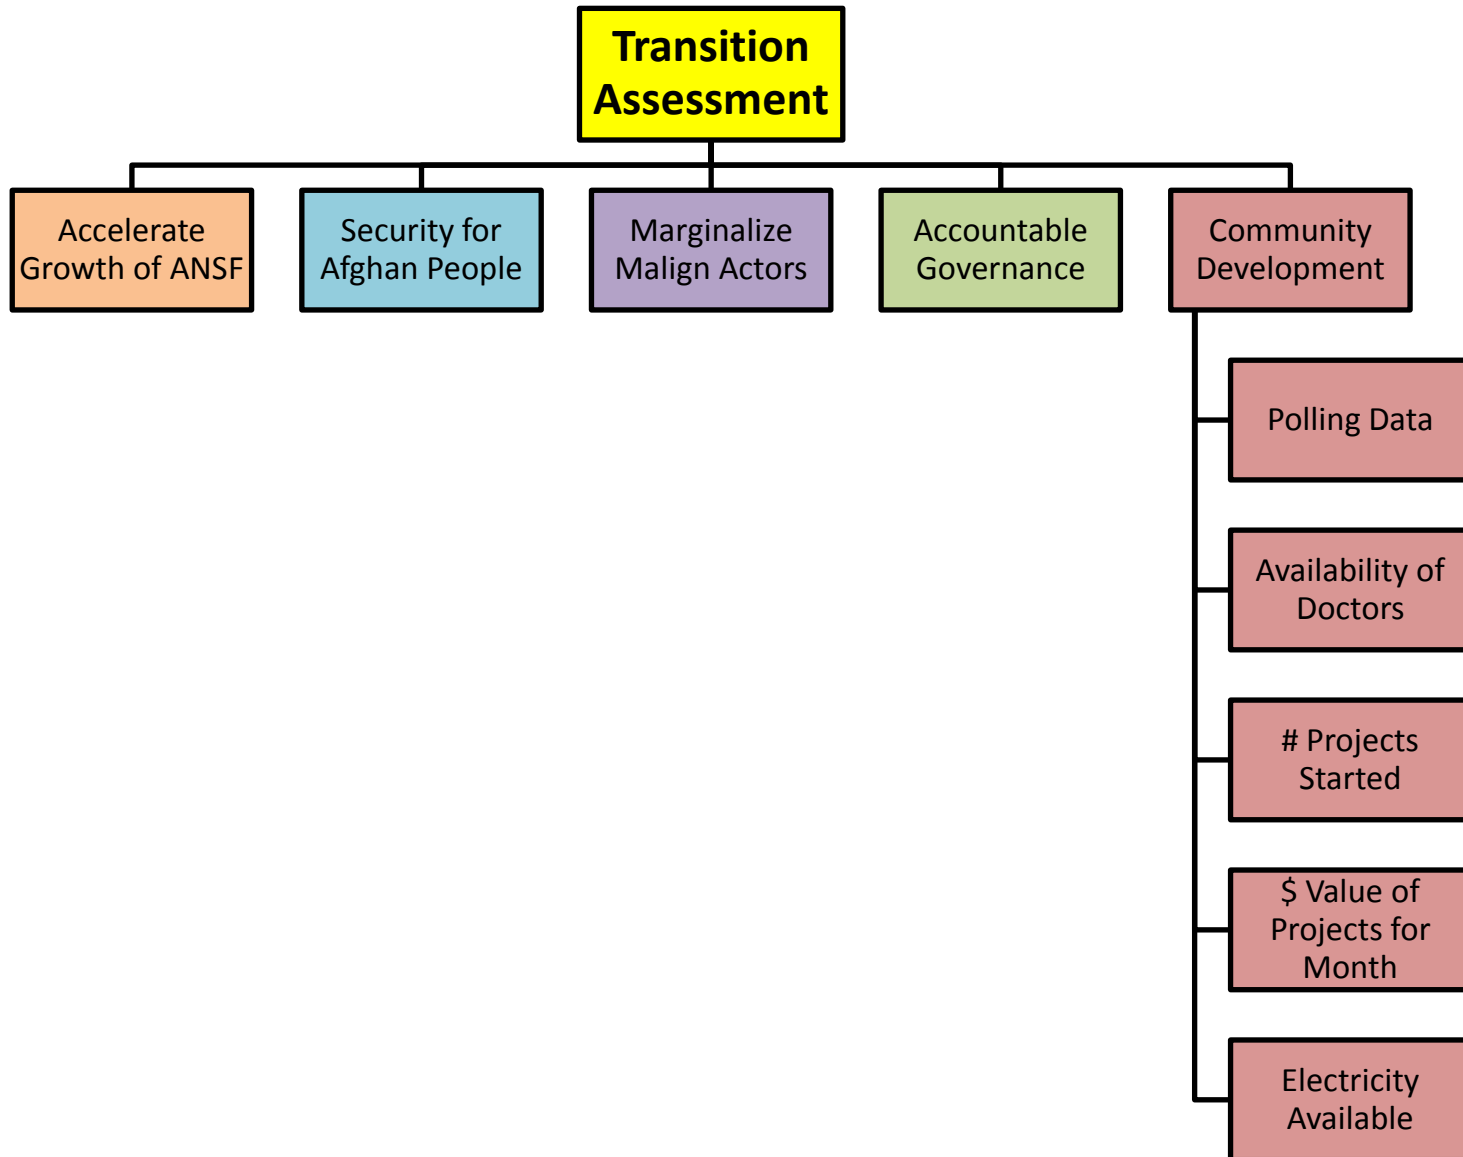 Transition
Assessment
Accelerate
Growth of ANSF
Security for
Afghan People
Marginalize
Malign Actors
Accountable
Governance
Community
Development
Polling Data
Availability of
Doctors
# Projects
Started
$ Value of
Projects for
Month
Electricity
Available